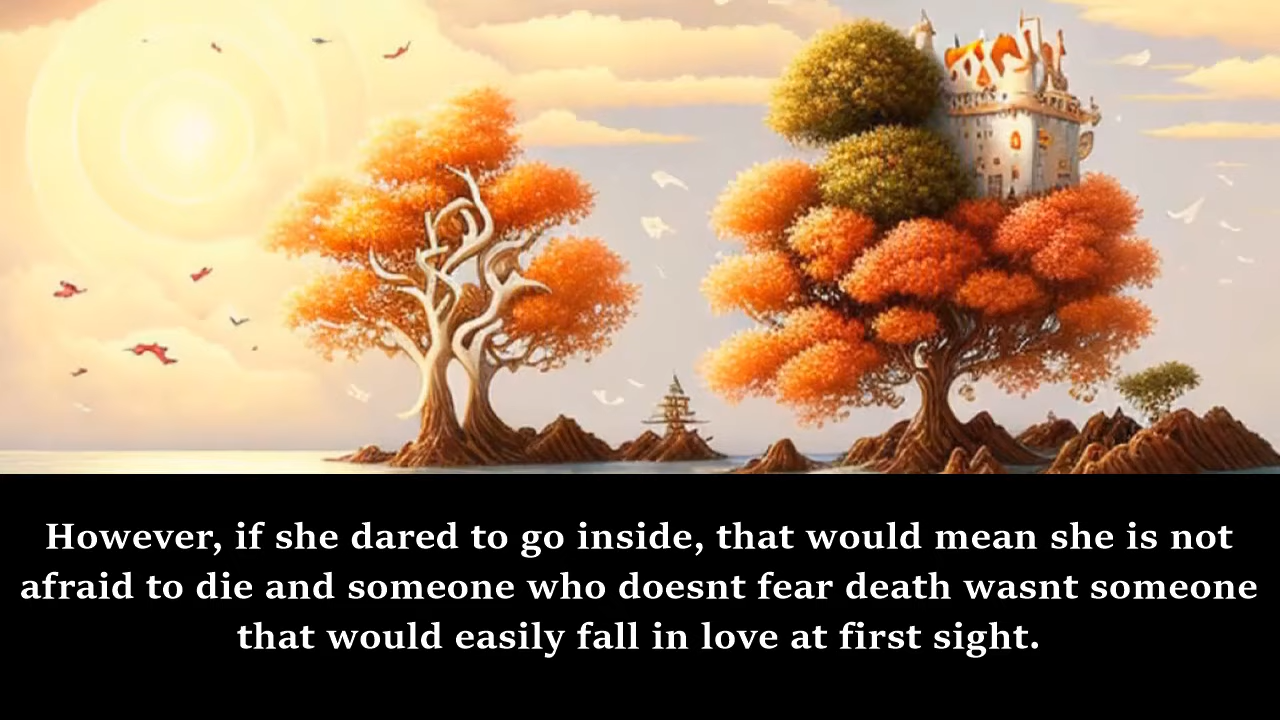 However, if she dared to go inside, that would mean she is not
afraid to die and someone who doesnt fear death wasnt someone
that would easily fall in love at first sight.